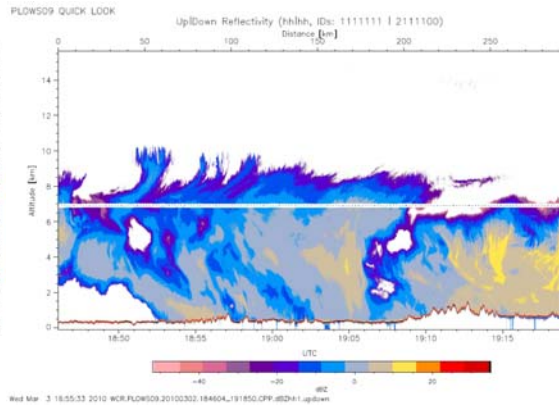 PLOWS09 QUICK LOOK
Up|Down Reflectivity (hh|hh, IDs: 1111111 | 2111100)
Distance [km]
0 50 100 150 200 250
Altitude [km]
14
12
10
8
6
4
2
0
18:50 18:55 19:00 19:05 19:10 19:15
UTC
-40 -20 0 20
dBZ
Wed Mar 3 16:55:33 2010 WCR.PLOWS09.20100302.184604_191850.CPP.dBZhh1.updown